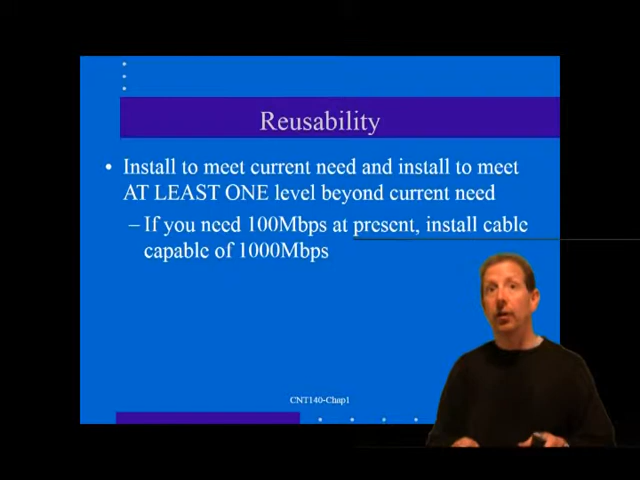 Reusability
• Install to meet current need and install to meet
AT LEAST ONE level beyond current need
– If you need 100Mbps at present, install cable
capable of 1000Mbps
CNT140-Chap1